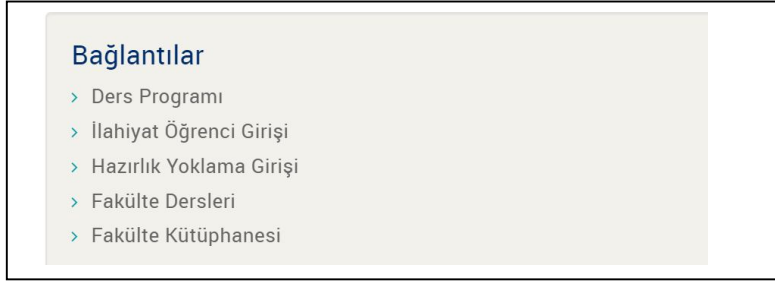 Bağlantılar
Ders Programı
İlahiyat Öğrenci Girişi
Hazırlık Yoklama Girişi
Fakülte Dersleri
Fakülte Kütüphanesi